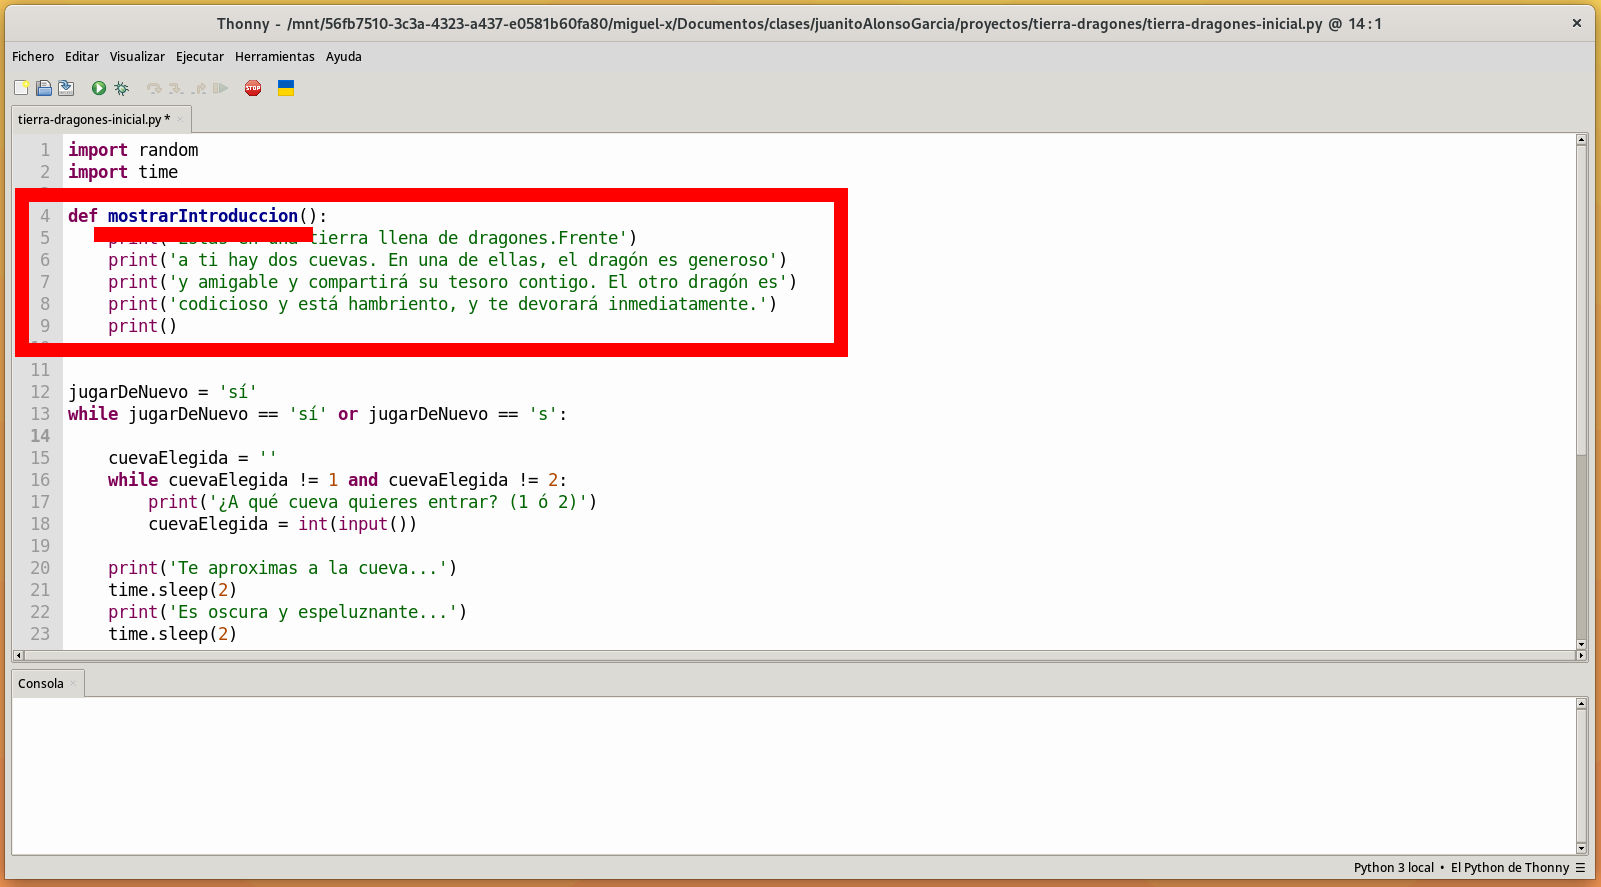 Thonny - /mnt/56fb7510-3c3a-4323-a437-e0581b60fa80/miguel-x/Documentos/clases/juanitoAlonsoGarcia/proyectos/tierra-dragones/tierra-dragones-inicial.py @ 14:1
Fichero Editar Visualizar Ejecutar Herramientas Ayuda
STOP
tierra-dragones-inicial.py *
1 import random
2 import time
4 def mostrarIntroduccion():
5     print('Estás en una tierra llena de dragones.Frente')
6     print('a ti hay dos cuevas. En una de ellas, el dragón es generoso')
7     print('y amigable y compartirá su tesoro contigo. El otro dragón es')
8     print('codicioso y está hambriento, y te devorará inmediatamente.')
9     print()
11
12 jugarDeNuevo = 'sí'
13 while jugarDeNuevo == 'sí' or jugarDeNuevo == 's':
14
15     cuevaElegida = ''
16     while cuevaElegida != 1 and cuevaElegida != 2:
17         print('¿A qué cueva quieres entrar? (1 ó 2)')
18         cuevaElegida = int(input())
19
20     print('Te aproximas a la cueva...')
21     time.sleep(2)
22     print('Es oscura y espeluznante...')
23     time.sleep(2)
Consola
Python 3 local • El Python de Thonny ☰